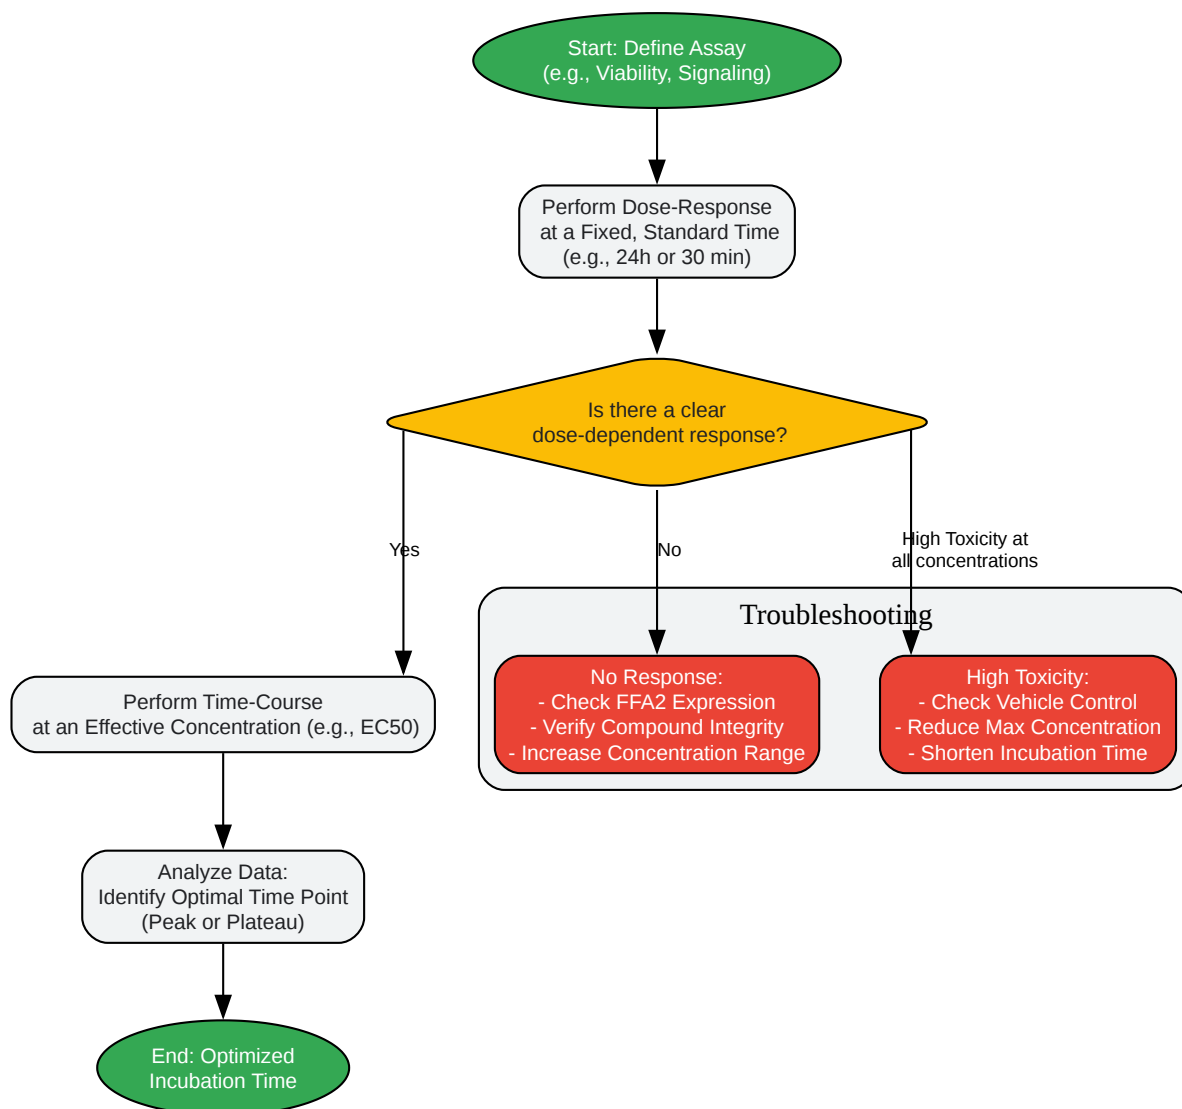 Start: Define Assay
(e.g., Viability, Signaling)
Perform Dose-Response
at a Fixed, Standard Time
(e.g., 24h or 30 min)
Is there a clear
dose-dependent response?
Yes
No
High Toxicity at
all concentrations
Troubleshooting
No Response:
- Check FFA2 Expression
- Verify Compound Integrity
- Increase Concentration Range
High Toxicity:
- Check Vehicle Control
- Reduce Max Concentration
- Shorten Incubation Time
Perform Time-Course
at an Effective Concentration (e.g., EC50)
Analyze Data:
Identify Optimal Time Point
(Peak or Plateau)
End: Optimized
Incubation Time